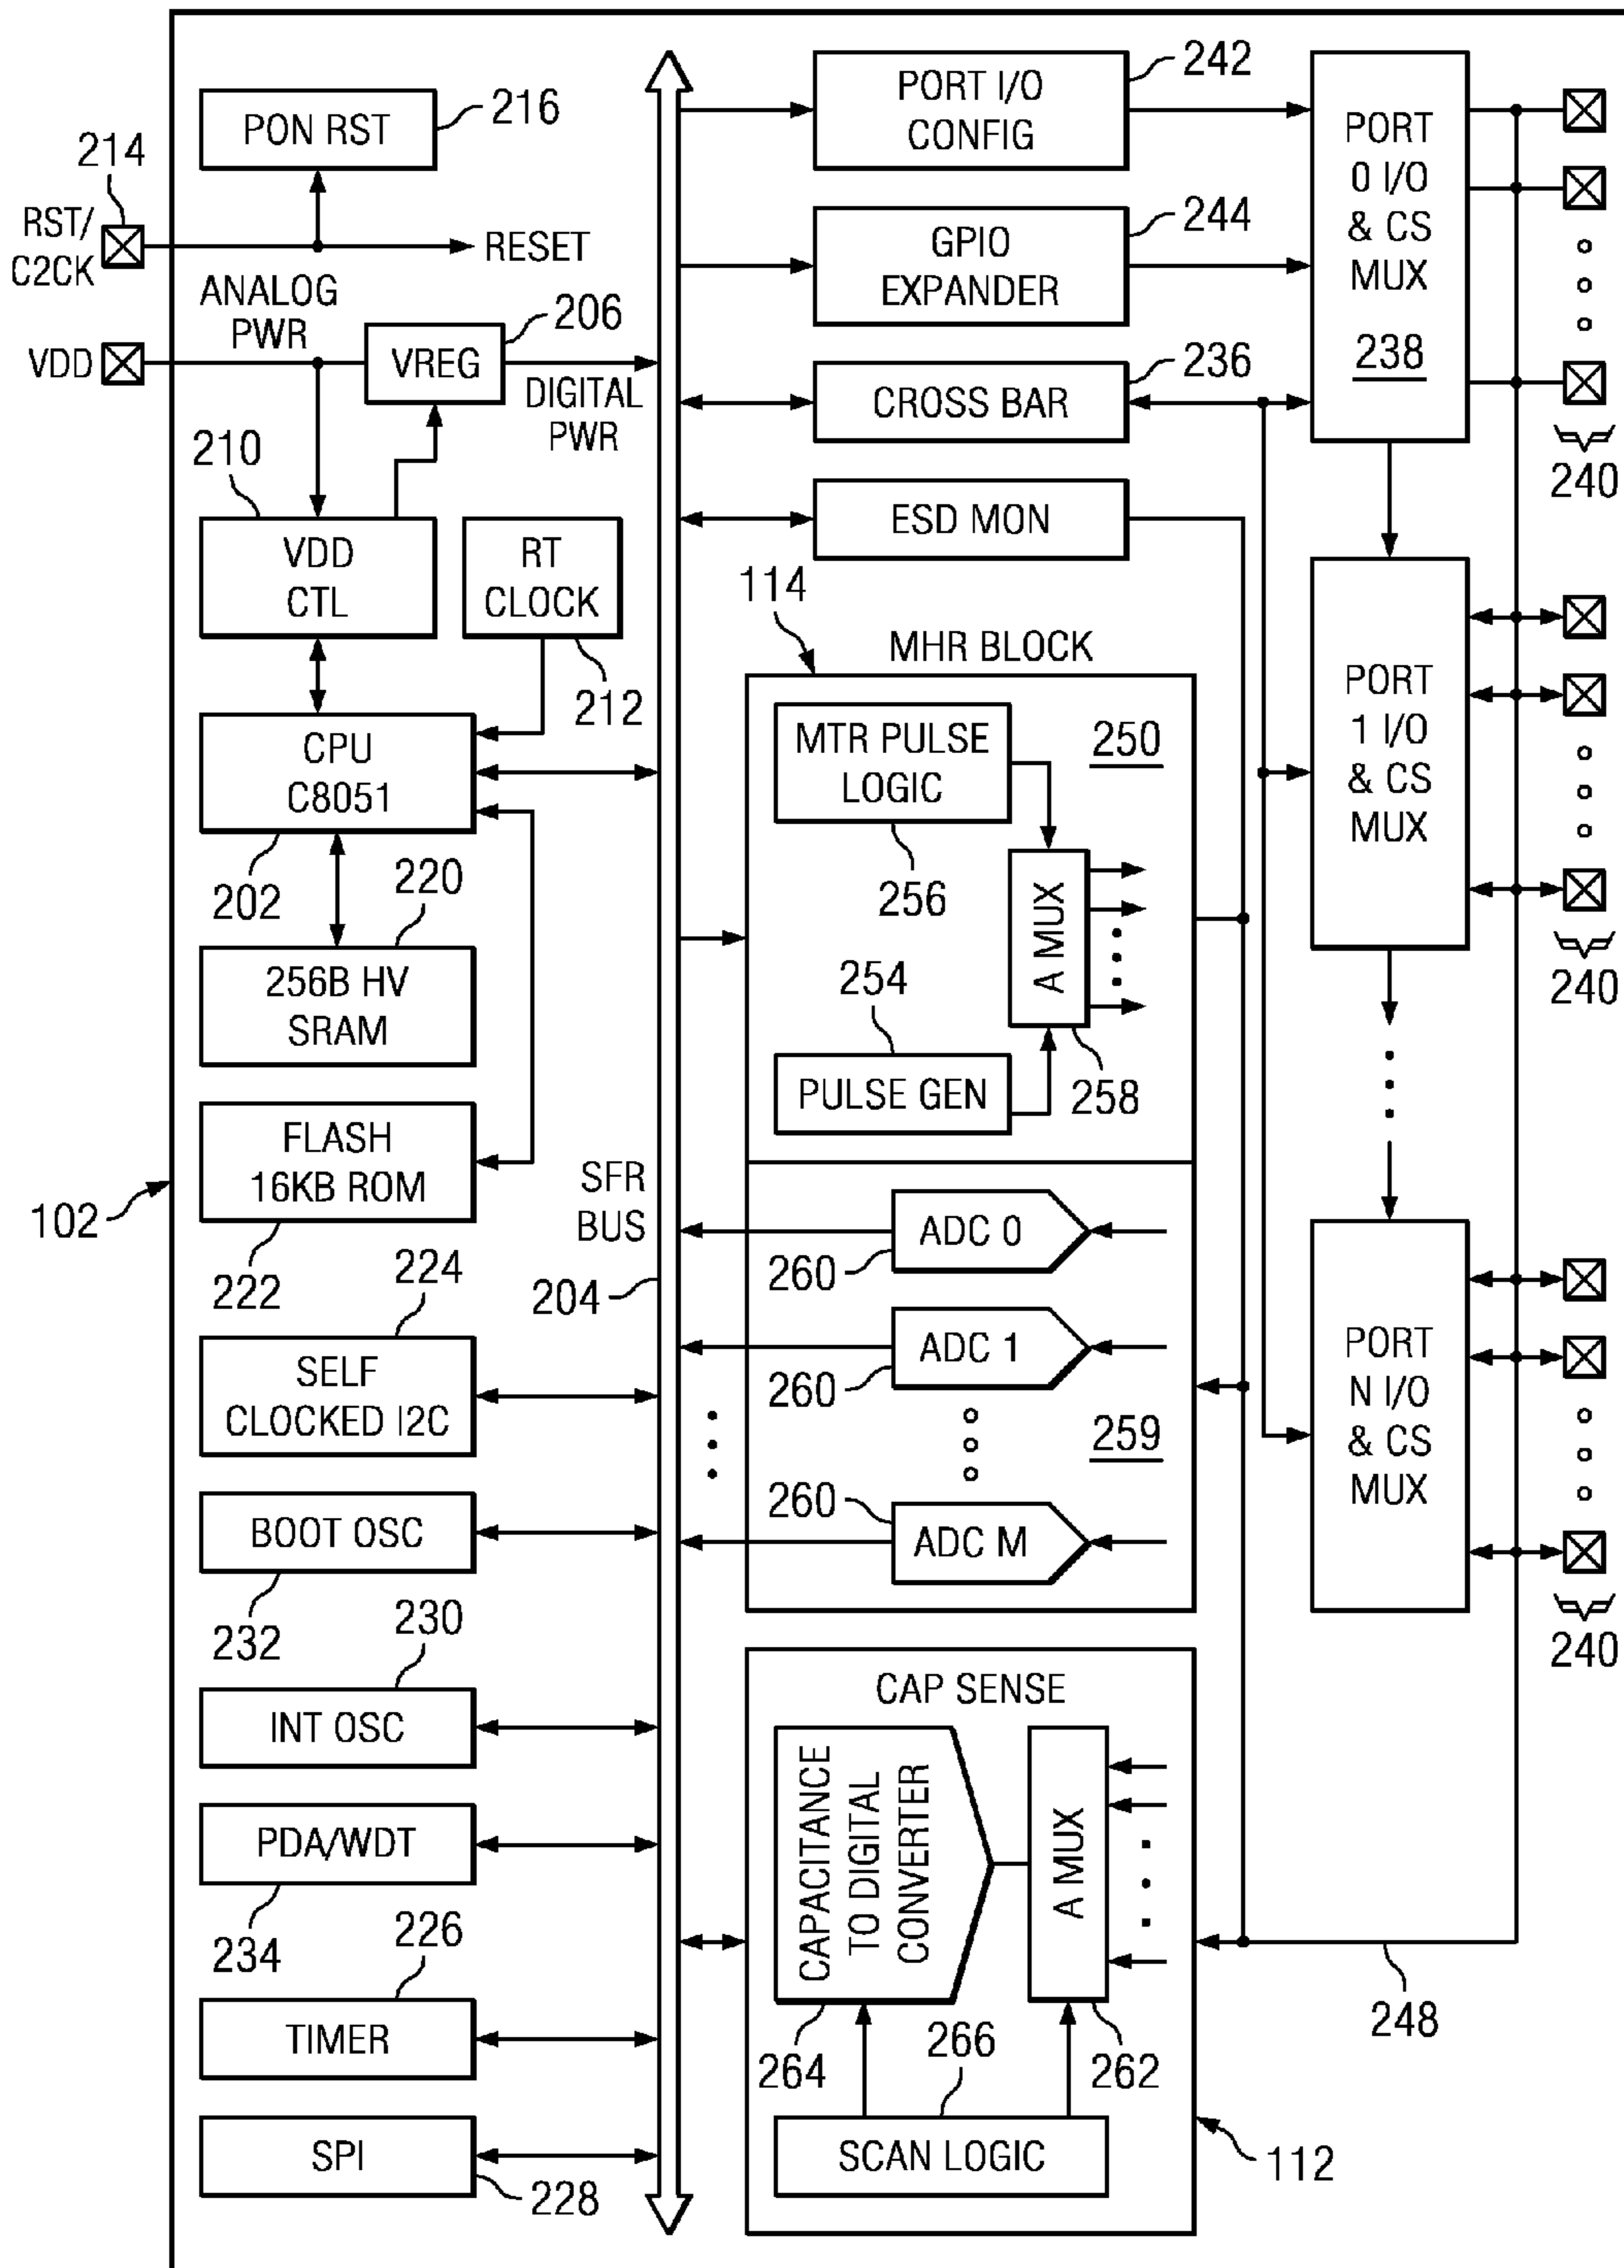 PON RST
216
214
RST/
C2CK
RESET
ANALOG
PWR
206
VDD
VREG
DIGITAL
PWR
210
VDD
CTL
RT
CLOCK
212
CPU
C8051
202
220
256B HV
SRAM
FLASH
16KB ROM
102
222
224
SELF
CLOCKED I2C
BOOT OSC
232
230
INT OSC
PDA/WDT
234
226
TIMER
SPI
228
SFR
BUS
204
PORT I/O
CONFIG
242
GPIO
EXPANDER
244
CROSS BAR
236
ESD MON
114
MHR BLOCK
MTR PULSE
LOGIC
250
256
A MUX
254
PULSE GEN
258
ADC 0
260
ADC 1
260
259
260
ADC M
CAP SENSE
CAPACITANCE
TO DIGITAL
CONVERTER
A MUX
264
266
262
SCAN LOGIC
112
PORT
0 I/O
& CS
MUX
238
240
PORT
1 I/O
& CS
MUX
240
PORT
N I/O
& CS
MUX
240
248